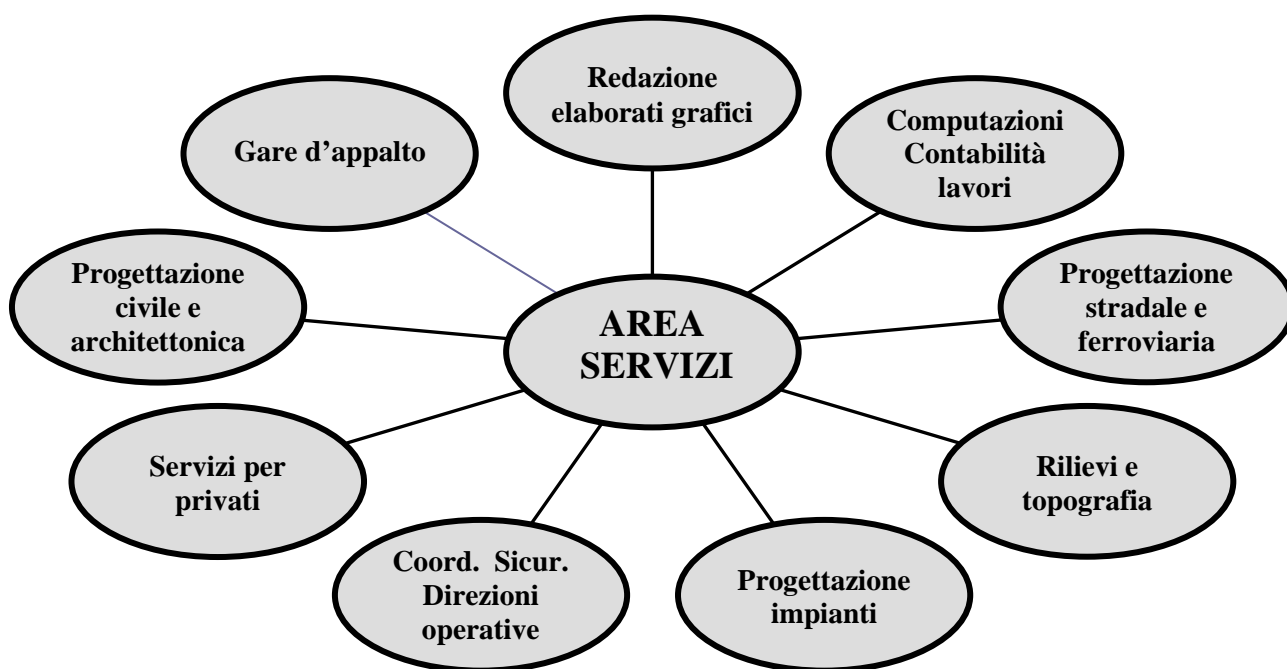 Redazione
elaborati grafici
Computazioni
Contabilità
lavori
Gare d’appalto
Progettazione
civile e
architettonica
Progettazione
stradale e
ferroviaria
AREA
SERVIZI
Servizi per
privati
Rilievi e
topografia
Coord.  Sicur.
Direzioni
operative
Progettazione
impianti